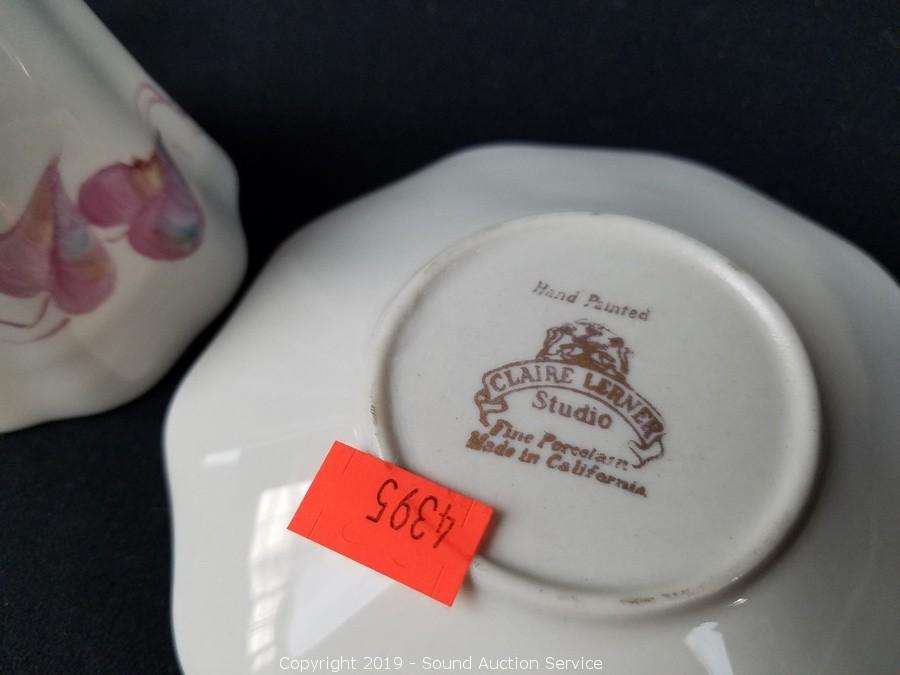 Hand Painted
CLAIRE LERNER
Studio
Fine Porcelain
Made in California
4395
Copyright 2019 - Sound Auction Service